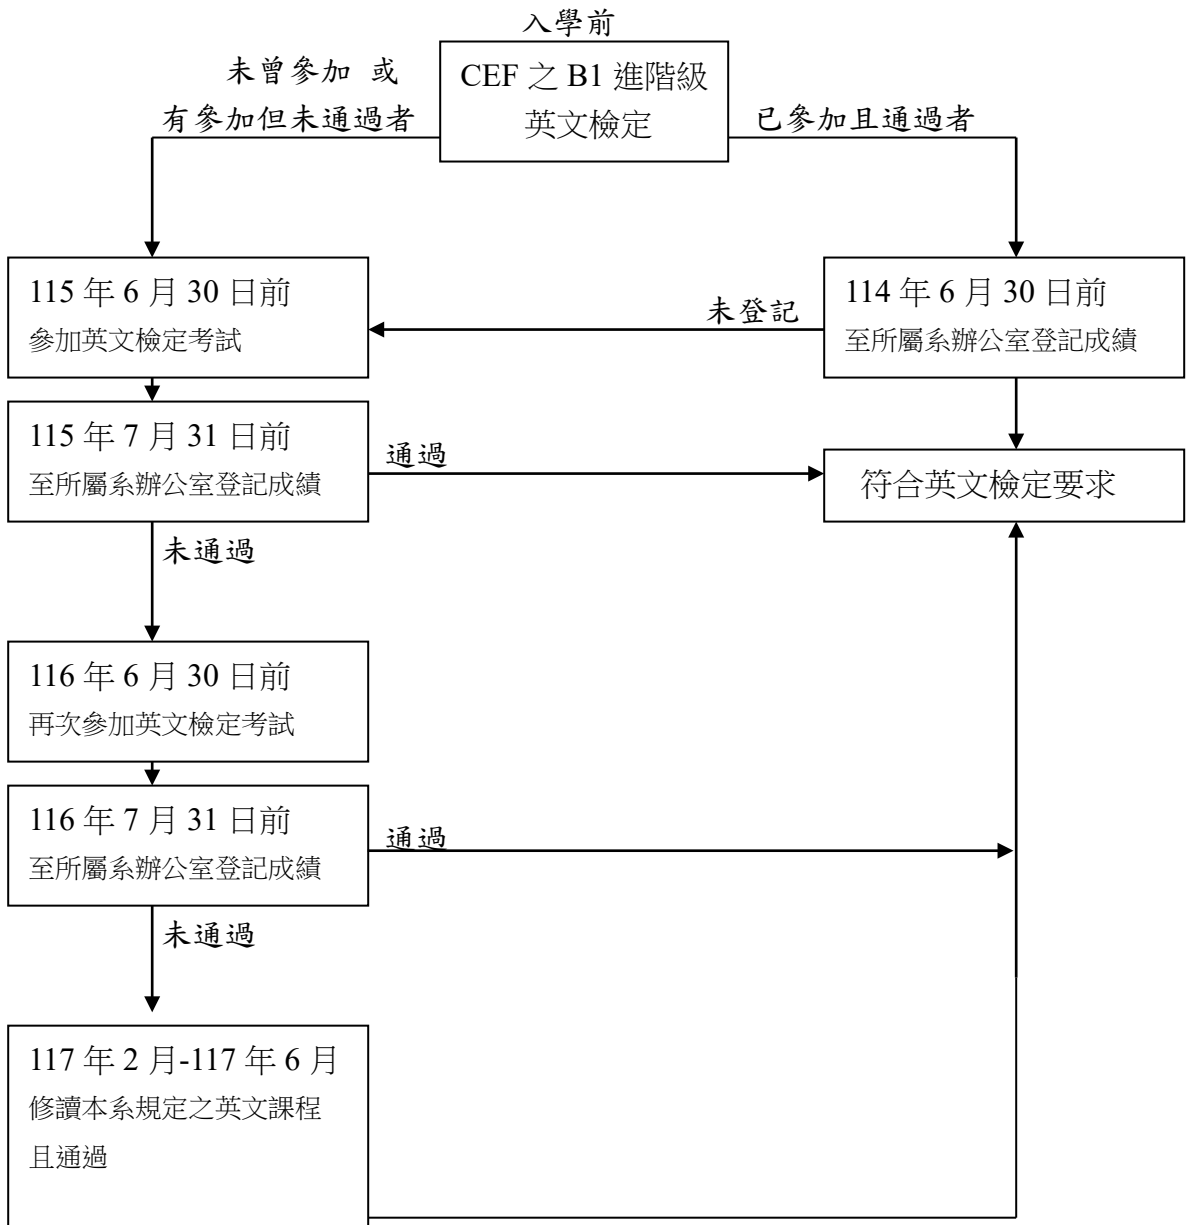 入學前
未曾參加 或
有參加但未通過者
CEF 之 B1 進階級
英文檢定
已參加且通過者
115 年 6 月 30 日前
參加英文檢定考試
未登記
114 年 6 月 30 日前
至所屬系辦公室登記成績
115 年 7 月 31 日前
至所屬系辦公室登記成績
通過
符合英文檢定要求
未通過
116 年 6 月 30 日前
再次參加英文檢定考試
116 年 7 月 31 日前
至所屬系辦公室登記成績
通過
未通過
117 年 2 月-117 年 6 月
修讀本系規定之英文課程
且通過